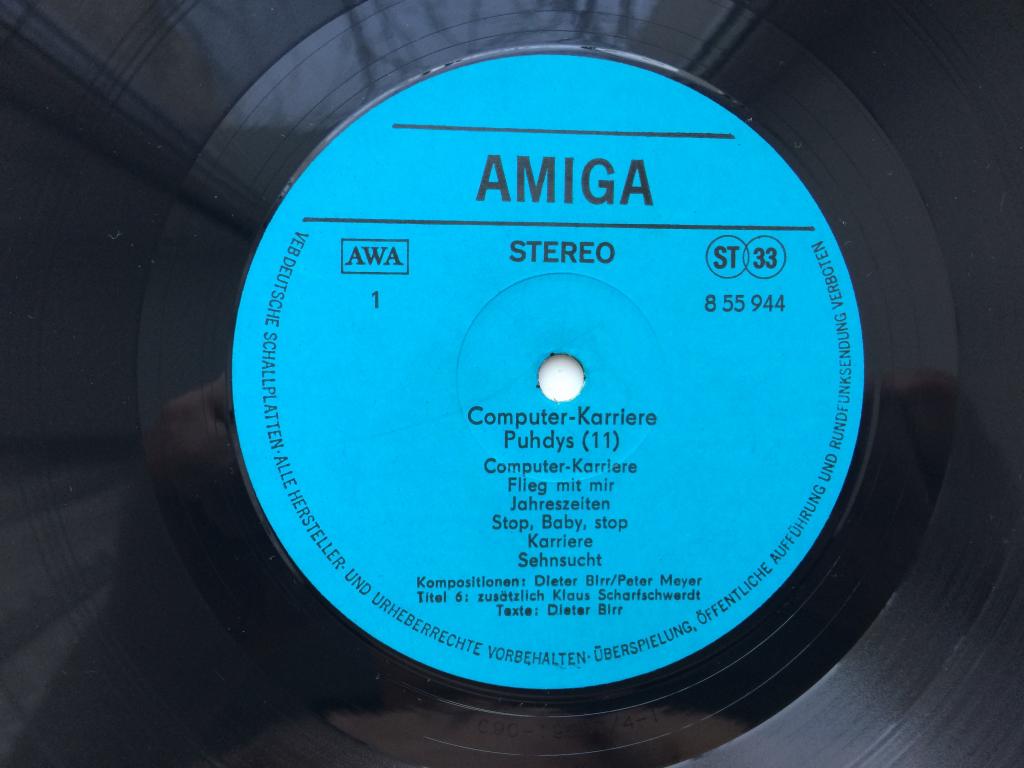 AMIGA
AWA
STEREO
ST 33
1
8 55 944
Computer-Karriere
Puhdys (11)
Computer-Karriere
Flieg mit mir
Jahreszeiten
Stop, Baby, stop
Karriere
Sehnsucht
Kompositionen: Dieter Birr/Peter Meyer
Titel 6: zusätzlich Klaus Scharfschwerdt
Texte: Dieter Birr
VEB DEUTSCHE SCHALLPLATTEN · ALLE HERSTELLER- UND URHEBERRECHTE VORBEHALTEN · ÜBERSPIELUNG, ÖFFENTLICHE AUFFÜHRUNG UND RUNDFUNKSENDUNG VERBOTEN